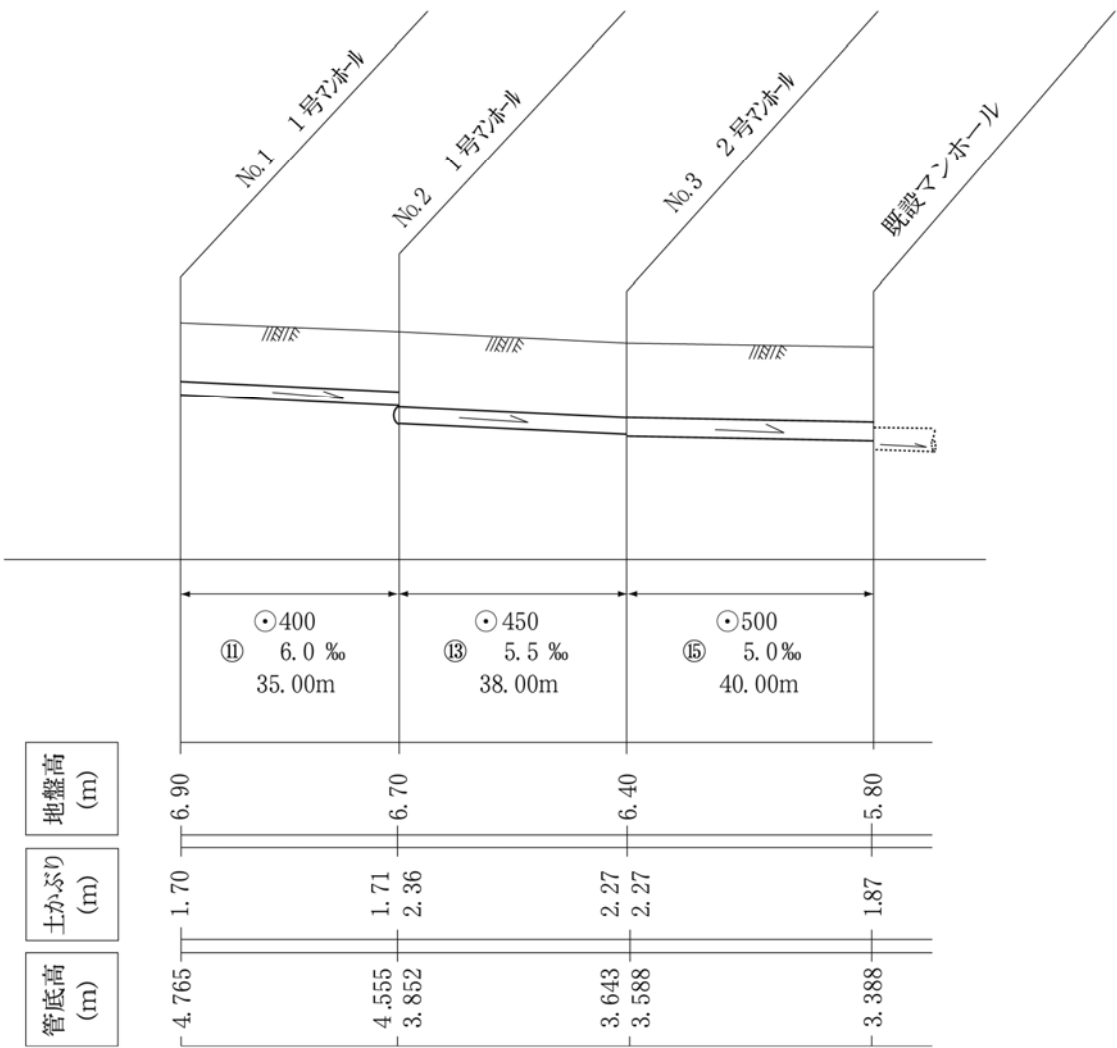 No.1 1号マンホール
No.2 1号マンホール
No.3 2号マンホール
既設マンホール
⊙400
⑪ 6.0 ‰
35.00m
⊙450
⑬ 5.5 ‰
38.00m
⊙500
⑮ 5.0‰
40.00m
地盤高
(m)
6.90
6.70
6.40
5.80
土かぶり
(m)
1.70
1.71
2.36
2.27
2.27
1.87
管底高
(m)
4.765
4.555
3.852
3.643
3.588
3.388